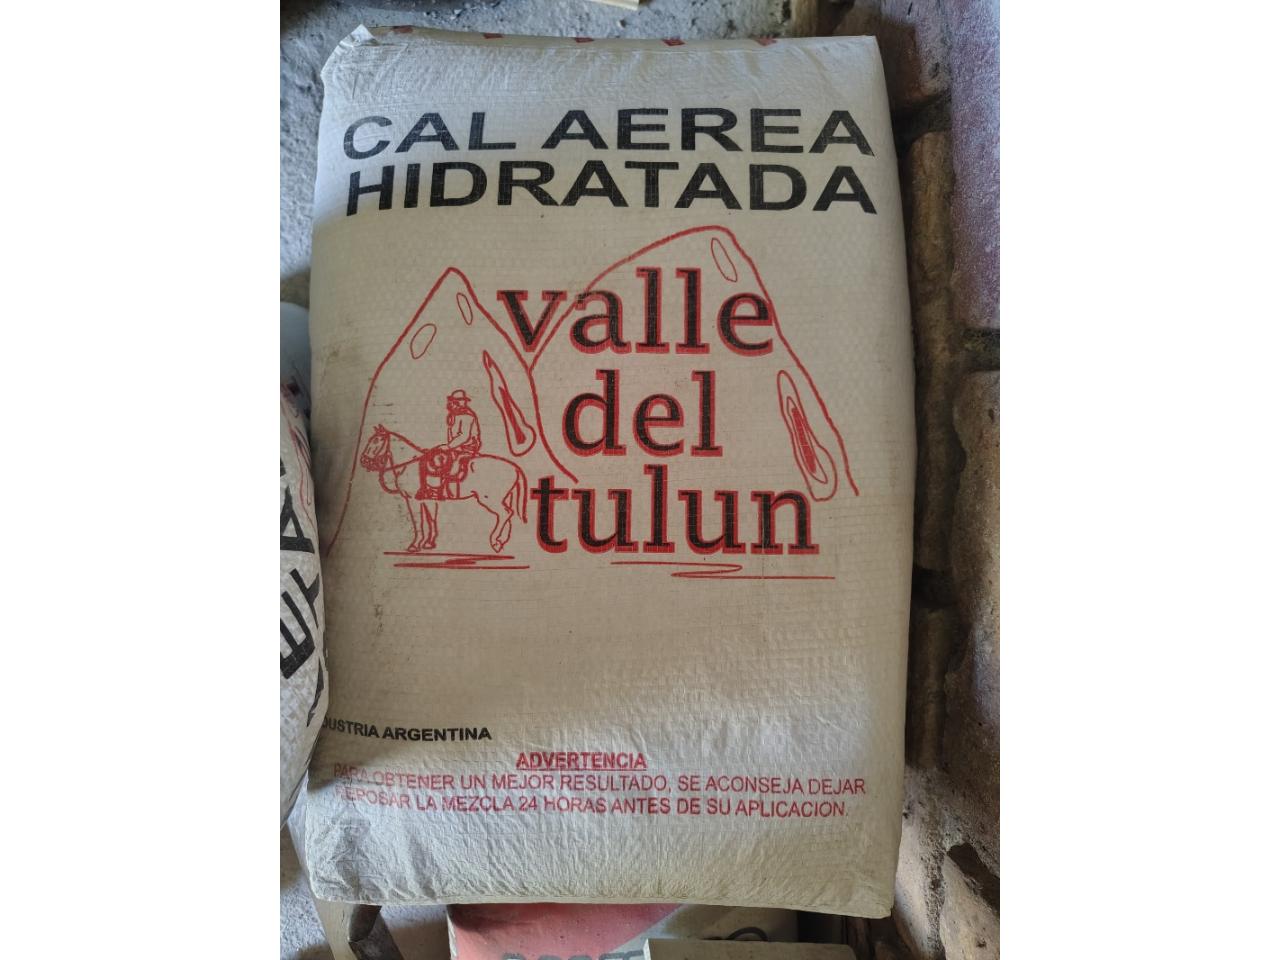 CAL AEREA
HIDRATADA
valle
del
tulun
INDUSTRIA ARGENTINA
ADVERTENCIA
PARA OBTENER UN MEJOR RESULTADO, SE ACONSEJA DEJAR
REPOSAR LA MEZCLA 24 HORAS ANTES DE SU APLICACION.